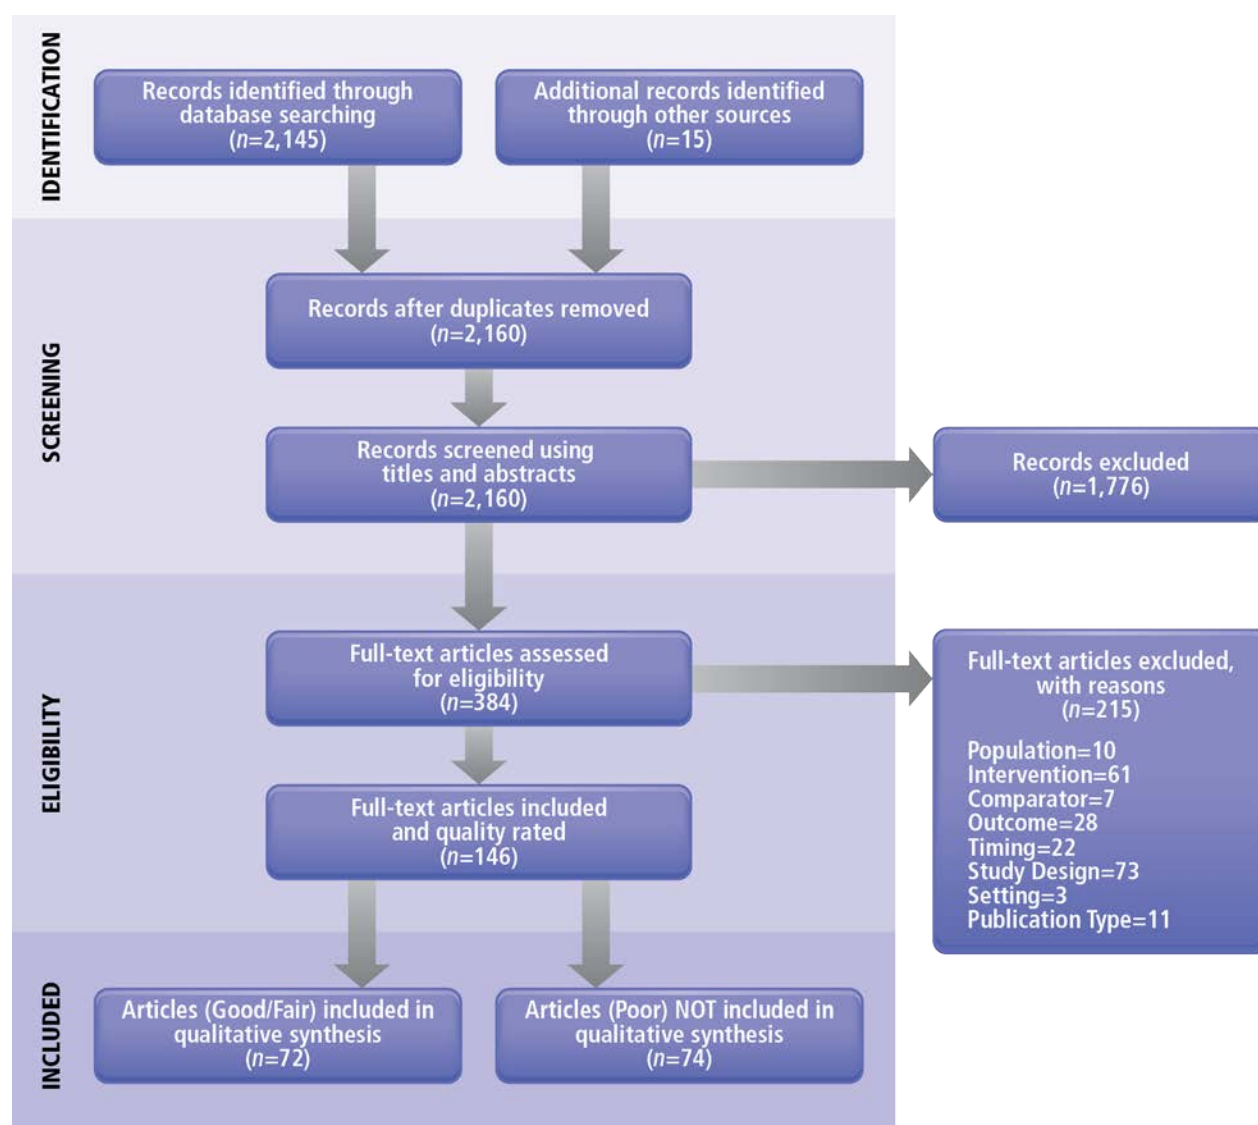 IDENTIFICATION
Records identified through
database searching
(n=2,145)
Additional records identified
through other sources
(n=15)
SCREENING
Records after duplicates removed
(n=2,160)
Records screened using
titles and abstracts
(n=2,160)
Records excluded
(n=1,776)
ELIGIBILITY
Full-text articles assessed
for eligibility
(n=384)
Full-text articles excluded,
with reasons
(n=215)
Population=10
Intervention=61
Comparator=7
Outcome=28
Timing=22
Study Design=73
Setting=3
Publication Type=11
Full-text articles included
and quality rated
(n=146)
INCLUDED
Articles (Good/Fair) included in
qualitative synthesis
(n=72)
Articles (Poor) NOT included in
qualitative synthesis
(n=74)